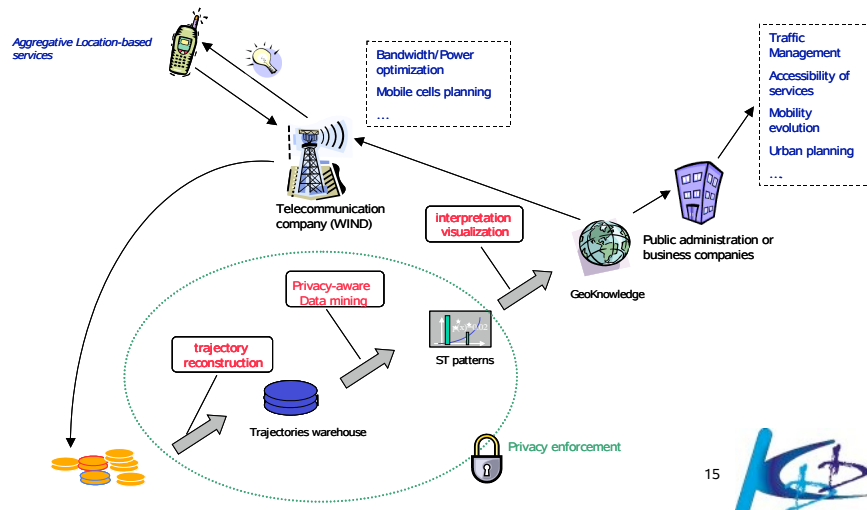 Aggregative Location-based
services
Bandwidth/Power
optimization
Mobile cells planning
…
Traffic
Management
Accessibility of
services
Mobility
evolution
Urban planning
…
Telecommunication
company (WIND)
interpretation
visualization
Public administration or
business companies
GeoKnowledge
Privacy-aware
Data mining
ST patterns
trajectory
reconstruction
Trajectories warehouse
Privacy enforcement
15